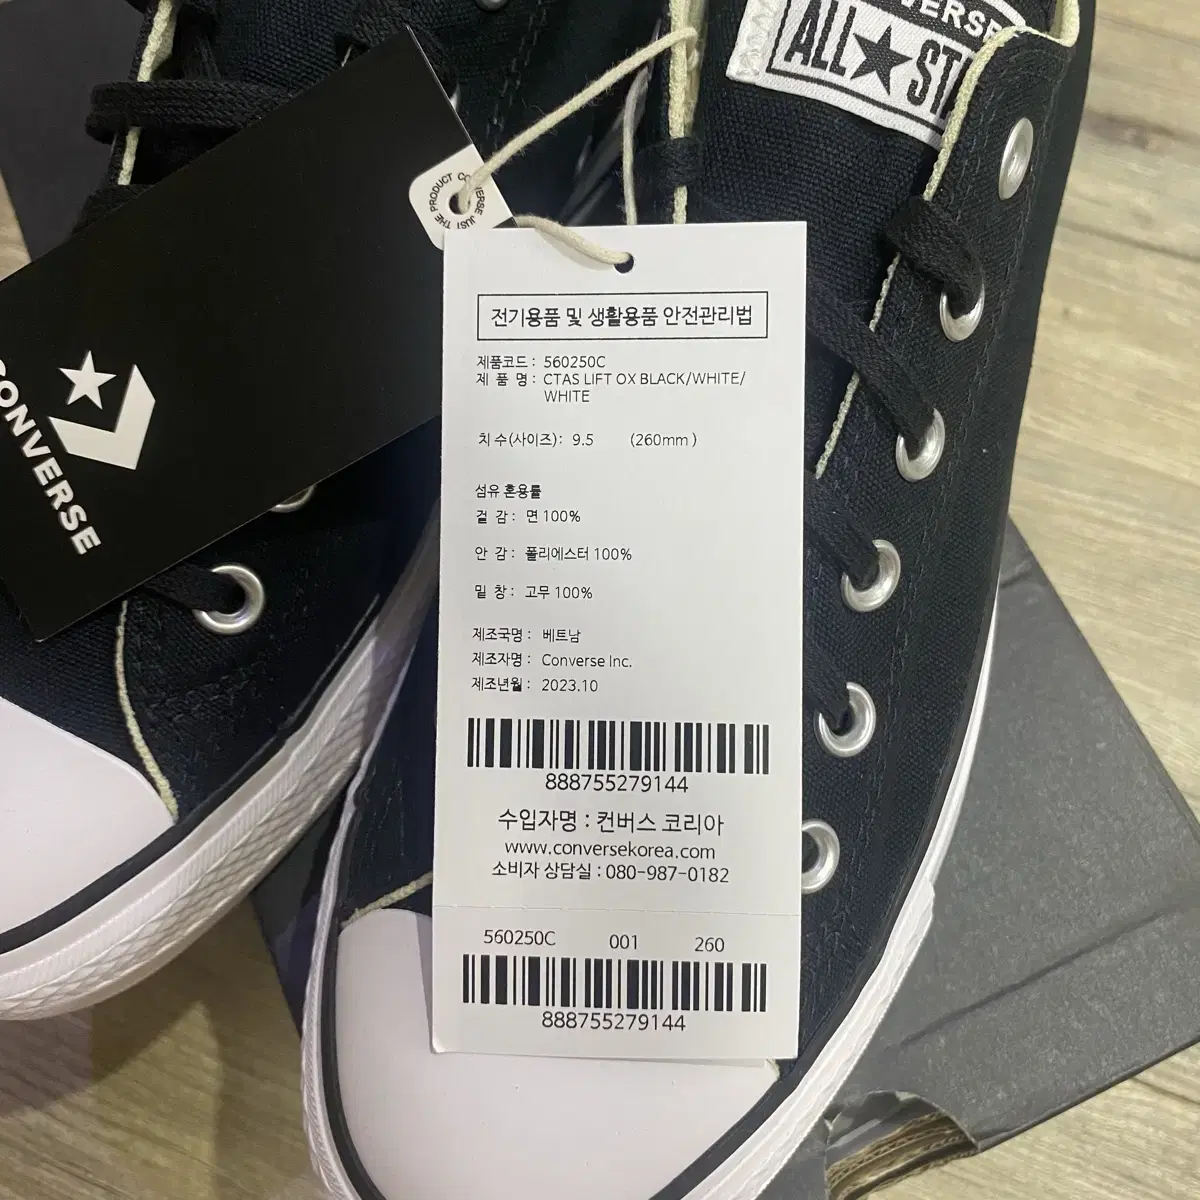 CONVERSE
ALL★ST
THE PRODUCT
JUST
CONVERSE
전기용품 및 생활용품 안전관리법
제품코드 : 560250C
제 품 명 : CTAS LIFT OX BLACK/WHITE/
WHITE
치 수(사이즈) : 9.5 (260mm )
섬유 혼용률
겉 감 : 면 100%
안 감 : 폴리에스터 100%
밑 창 : 고무 100%
제조국명 : 베트남
제조자명 : Converse Inc.
제조년월 : 2023.10
888755279144
수입자명 : 컨버스 코리아
www.conversekorea.com
소비자 상담실 : 080-987-0182
560250C 001 260
888755279144